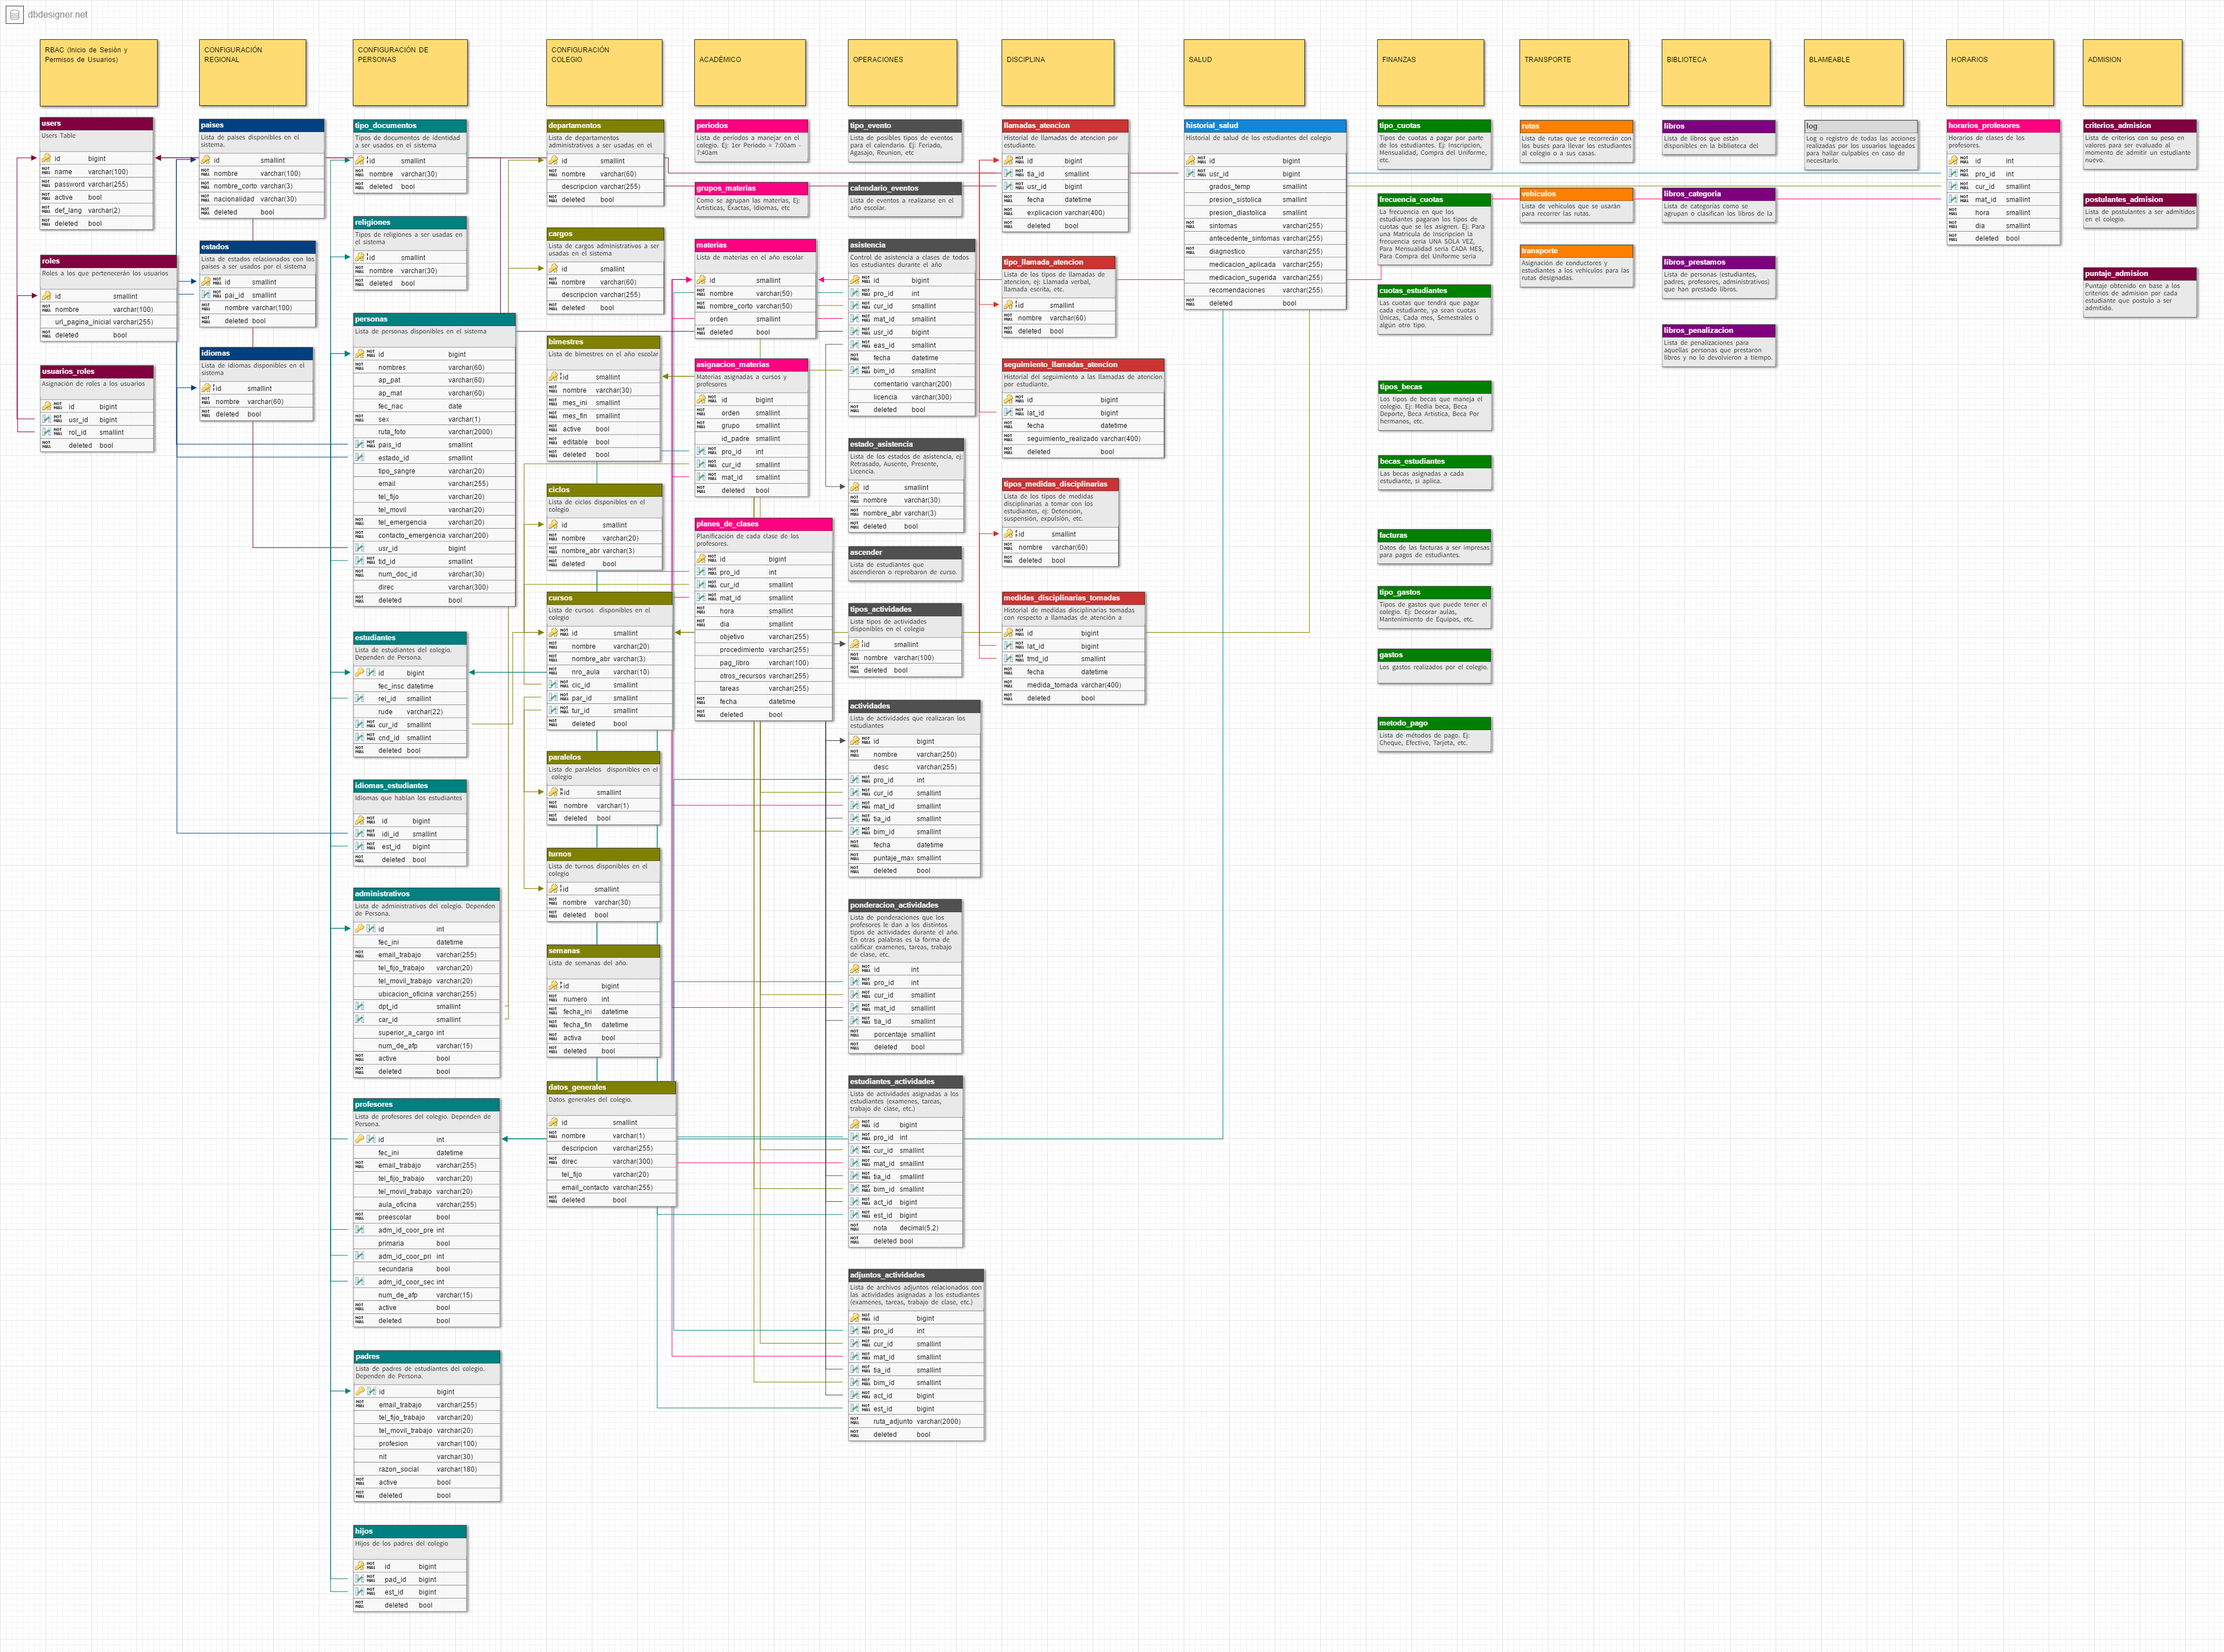 dbdesigner.net
RBAC (Inicio de Sesión y
Permisos de Usuarios)
CONFIGURACIÓN
REGIONAL
CONFIGURACIÓN DE
PERSONAS
CONFIGURACIÓN
COLEGIO
ACADÉMICO
OPERACIONES
DISCIPLINA
SALUD
FINANZAS
TRANSPORTE
BIBLIOTECA
BLAMEABLE
HORARIOS
ADMISION
users
Users Table
id bigint
name varchar(100)
password varchar(255)
active bool
def_lang varchar(2)
deleted bool
roles
Roles a los que pertenecerán los usuarios
id smallint
nombre varchar(100)
url_pagina_inicial varchar(255)
deleted bool
usuarios_roles
Asignación de roles a los usuarios
id bigint
usr_id bigint
rol_id smallint
deleted bool
paises
Lista de paises disponibles en el
sistema.
id smallint
nombre varchar(100)
nombre_corto varchar(3)
nacionalidad varchar(30)
deleted bool
estados
Lista de estados relacionados con los
paises a ser usados por el sistema
id smallint
pai_id smallint
nombre varchar(100)
deleted bool
idiomas
Lista de idiomas disponibles en el
sistema
id smallint
nombre varchar(60)
deleted bool
tipo_documentos
Tipos de documentos de identidad
a ser usados en el sistema
id smallint
nombre varchar(30)
deleted bool
religiones
Tipos de religiones a ser usadas en
el sistema
id smallint
nombre varchar(30)
deleted bool
personas
Lista de personas disponibles en el sistema
id bigint
nombres varchar(60)
ap_pat varchar(60)
ap_mat varchar(60)
fec_nac date
sex varchar(1)
ruta_foto varchar(2000)
pais_id smallint
estado_id smallint
tipo_sangre varchar(20)
email varchar(255)
tel_fijo varchar(20)
tel_movil varchar(20)
tel_emergencia varchar(20)
contacto_emergencia varchar(200)
usr_id bigint
tid_id smallint
num_doc_id varchar(30)
direc varchar(300)
deleted bool
estudiantes
Lista de estudiantes del colegio.
Dependen de Persona.
id bigint
fec_insc datetime
rel_id smallint
rude varchar(22)
cur_id smallint
cnd_id smallint
deleted bool
idiomas_estudiantes
Idiomas que hablan los estudiantes
id bigint
idi_id smallint
est_id bigint
deleted bool
administrativos
Lista de administrativos del colegio. Dependen
de Persona.
id int
fec_ini datetime
email_trabajo varchar(255)
tel_fijo_trabajo varchar(20)
tel_movil_trabajo varchar(20)
ubicacion_oficina varchar(255)
dpt_id smallint
car_id smallint
superior_a_cargo int
num_de_afp varchar(15)
active bool
deleted bool
profesores
Lista de profesores del colegio. Dependen de
Persona.
id int
fec_ini datetime
email_trabajo varchar(255)
tel_fijo_trabajo varchar(20)
tel_movil_trabajo varchar(20)
aula_oficina varchar(255)
preescolar bool
adm_id_coor_pre int
primaria bool
adm_id_coor_pri int
secundaria bool
adm_id_coor_sec int
num_de_afp varchar(15)
active bool
deleted bool
padres
Lista de padres de estudiantes del colegio.
Dependen de Persona.
id bigint
email_trabajo varchar(255)
tel_fijo_trabajo varchar(20)
tel_movil_trabajo varchar(20)
profesion varchar(100)
nit varchar(30)
razon_social varchar(180)
active bool
deleted bool
hijos
Hijos de los padres del colegio
id bigint
pad_id bigint
est_id bigint
deleted bool
departamentos
Lista de departamentos
administrativos a ser usados en el
id smallint
nombre varchar(60)
descripcion varchar(255)
deleted bool
cargos
Lista de cargos administrativos a ser
usadas en el sistema
id smallint
nombre varchar(60)
descripcion varchar(255)
deleted bool
bimestres
Lista de bimestres en el año escolar
id smallint
nombre varchar(30)
mes_ini smallint
mes_fin smallint
active bool
editable bool
deleted bool
ciclos
Lista de ciclos disponibles en el
colegio
id smallint
nombre varchar(20)
nombre_abr varchar(3)
deleted bool
cursos
Lista de cursos disponibles en el
colegio
id smallint
nombre varchar(20)
nombre_abr varchar(3)
nro_aula varchar(10)
cic_id smallint
par_id smallint
tur_id smallint
deleted bool
paralelos
Lista de paralelos disponibles en el
colegio
id smallint
nombre varchar(1)
deleted bool
turnos
Lista de turnos disponibles en el
colegio
id smallint
nombre varchar(30)
deleted bool
semanas
Lista de semanas del año.
id bigint
numero int
fecha_ini datetime
fecha_fin datetime
activa bool
deleted bool
datos_generales
Datos generales del colegio.
id smallint
nombre varchar(1)
descripcion varchar(255)
direc varchar(300)
tel_fijo varchar(20)
email_contacto varchar(255)
deleted bool
periodos
Lista de periodos a manejar en el
colegio. Ej: 1er Periodo = 7:00am -
7:40am
grupos_materias
Como se agrupan las materias, Ej:
Artisticas, Exactas, Idiomas, etc
materias
Lista de materias en el año escolar
id smallint
nombre varchar(50)
nombre_corto varchar(50)
orden smallint
deleted bool
asignacion_materias
Materias asignadas a cursos y
profesores
id bigint
orden smallint
grupo smallint
id_padre smallint
pro_id int
cur_id smallint
mat_id smallint
deleted bool
planes_de_clases
Planificación de cada clase de los
profesores.
id bigint
pro_id int
cur_id smallint
mat_id smallint
hora smallint
dia smallint
objetivo varchar(255)
procedimiento varchar(255)
pag_libro varchar(100)
otros_recursos varchar(255)
tareas varchar(255)
fecha datetime
deleted bool
tipo_evento
Lista de posibles tipos de eventos
para el calendario. Ej: Feriado,
Agasajo, Reunion, etc
calendario_eventos
Lista de eventos a realizarse en el
año escolar.
asistencia
Control de asistencia a clases de todos
los estudiantes durante el año
id bigint
pro_id int
cur_id smallint
mat_id smallint
usr_id bigint
eas_id smallint
fecha datetime
bim_id smallint
comentario varchar(200)
licencia varchar(300)
deleted bool
estado_asistencia
Lista de los estados de asistencia, ej:
Retrasado, Ausente, Presente,
Licencia.
id smallint
nombre varchar(30)
nombre_abr varchar(3)
deleted bool
ascender
Lista de estudiantes que
ascendieron o reprobaron de curso.
tipos_actividades
Lista tipos de actividades
disponibles en el colegio
id smallint
nombre varchar(100)
deleted bool
actividades
Lista de actividades que realizaran los
estudiantes
id bigint
nombre varchar(250)
desc varchar(255)
pro_id int
cur_id smallint
mat_id smallint
tia_id smallint
bim_id smallint
fecha datetime
puntaje_max smallint
deleted bool
ponderacion_actividades
Lista de ponderaciones que los
profesores le dan a los distintos
tipos de actividades durante el año.
En otras palabras es la forma de
calificar examenes, tareas, trabajo
de clase, etc.
id int
pro_id int
cur_id smallint
mat_id smallint
tia_id smallint
porcentaje smallint
deleted bool
estudiantes_actividades
Lista de actividades asignadas a los
estudiantes (examenes, tareas,
trabajo de clase, etc.)
id bigint
pro_id int
cur_id smallint
mat_id smallint
tia_id smallint
bim_id smallint
act_id bigint
est_id bigint
nota decimal(5,2)
deleted bool
adjuntos_actividades
Lista de archivos adjuntos relacionados con
las actividades asignadas a los estudiantes
(examenes, tareas, trabajo de clase, etc.)
id bigint
pro_id int
cur_id smallint
mat_id smallint
tia_id smallint
bim_id smallint
act_id bigint
est_id bigint
ruta_adjunto varchar(2000)
deleted bool
llamadas_atencion
Historial de llamadas de atencion por
estudiante.
id bigint
tla_id smallint
usr_id bigint
fecha datetime
explicacion varchar(400)
deleted bool
tipo_llamada_atencion
Lista de los tipos de llamadas de
atencion, ej: Llamada verbal,
llamada escrita, etc.
id smallint
nombre varchar(60)
deleted bool
seguimiento_llamadas_atencion
Historial del seguimiento a las llamadas de atencion
por estudiante.
id bigint
lat_id bigint
fecha datetime
seguimiento_realizado varchar(400)
deleted bool
tipos_medidas_disciplinarias
Lista de los tipos de medidas
disciplinarias a tomar con los
estudiantes, ej: Detención,
suspensión, expulsión, etc.
id smallint
nombre varchar(60)
deleted bool
medidas_disciplinarias_tomadas
Historial de medidas disciplinarias tomadas
con respecto a llamadas de atención a
id bigint
lat_id bigint
tmd_id smallint
fecha datetime
medida_tomada varchar(400)
deleted bool
historial_salud
Historial de salud de los estudiantes del colegio
id bigint
usr_id bigint
grados_temp smallint
presion_sistolica smallint
presion_diastolica smallint
sintomas varchar(255)
antecedente_sintomas varchar(255)
diagnostico varchar(255)
medicacion_aplicada varchar(255)
medicacion_sugerida varchar(255)
recomendaciones varchar(255)
deleted bool
tipo_cuotas
Tipos de cuotas a pagar por parte
de los estudiantes. Ej: Inscripcion,
Mensualidad, Compra del Uniforme,
etc.
frecuencia_cuotas
La frecuencia en que los
estudiantes pagaran los tipos de
cuotas que se les asignen. Ej: Para
una Matricula de Inscripcion la
frecuencia seria UNA SOLA VEZ,
Para Mensualidad seria CADA MES,
Para Compra del Uniforme seria
cuotas_estudiantes
Las cuotas que tendrá que pagar
cada estudiante, ya sean cuotas
Únicas, Cada mes, Semestrales o
algún otro tipo.
tipos_becas
Los tipos de becas que maneja el
colegio. Ej: Media beca, Beca
Deporte, Beca Artistica, Beca Por
hermanos, etc.
becas_estudiantes
Las becas asignadas a cada
estudiante, si aplica.
facturas
Datos de las facturas a ser impresas
para pagos de estudiantes.
tipo_gastos
Tipos de gastos que puede tener el
colegio. Ej: Decorar aulas,
Mantenimiento de Equipos, etc.
gastos
Los gastos realizados por el colegio.
metodo_pago
Lista de métodos de pago. Ej:
Cheque, Efectivo, Tarjeta, etc.
rutas
Lista de rutas que se recorrerán con
los buses para llevar los estudiantes
al colegio o a sus casas.
vehiculos
Lista de vehiculos que se usarán
para recorrer las rutas.
transporte
Asignación de conductores y
estudiantes a los vehiculos para las
rutas designadas.
libros
Lista de libros que están
disponibles en la biblioteca del
libros_categoria
Lista de categorias como se
agrupan o clasifican los libros de la
libros_prestamos
Lista de personas (estudiantes,
padres, profesores, administrativos)
que han prestado libros.
libros_penalizacion
Lista de penalizaciones para
aquellas personas que prestaron
libros y no lo devolvieron a tiempo.
log
Log o registro de todas las acciones
realizadas por los usuarios logeados
para hallar culpables en caso de
necesitarlo.
horarios_profesores
Horarios de clases de los
profesores.
id int
pro_id int
cur_id smallint
mat_id smallint
hora smallint
dia smallint
deleted bool
criterios_admision
Lista de criterios con su peso en
valores para ser evaluado al
momento de admitir un estudiante
nuevo.
postulantes_admision
Lista de postulantes a ser admitidos
en el colegio.
puntaje_admision
Puntaje obtenido en base a los
criterios de admision por cada
estudiante que postulo a ser
admitido.